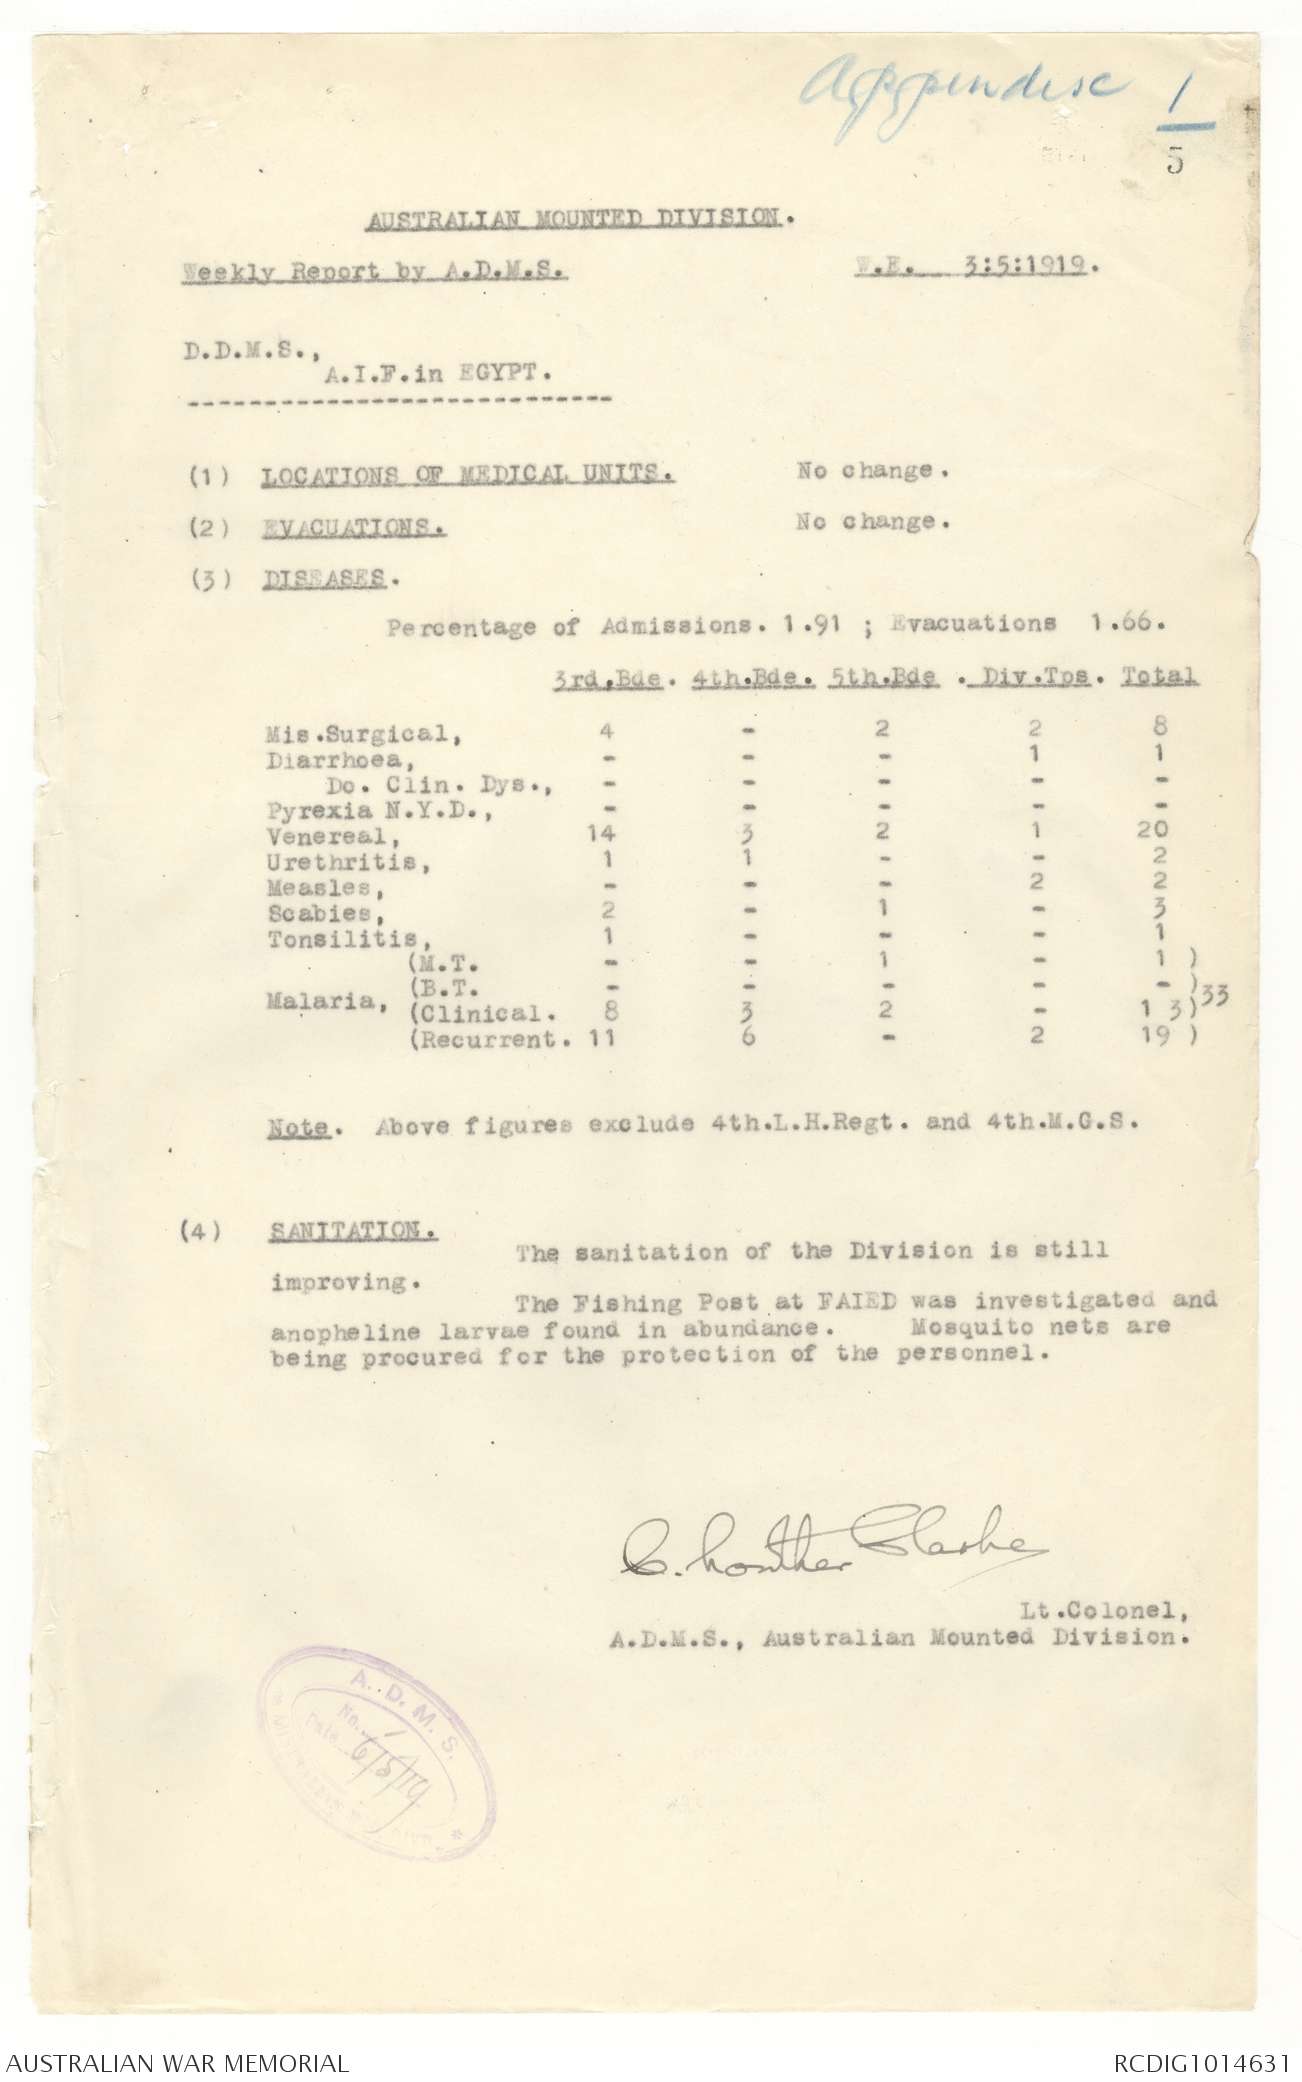 Appendix 1
5
AUSTRALIAN MOUNTED DIVISION.
Weekly Report by A.D.M.S. W.E. 3:5:1919.
D.D.M.S.,
A.I.F.in EGYPT.
----------------------------
(1) LOCATIONS OF MEDICAL UNITS. No change.
(2) EVACUATIONS. No change.
(3) DISEASES.
Percentage of Admissions. 1.91 ; Evacuations 1.66.
3rd.Bde. 4th.Bde. 5th.Bde . Div.Tps. Total
Mis.Surgical, 4 - 2 2 8
Diarrhoea, - - - 1 1
Do. Clin. Dys., - - - - -
Pyrexia N.Y.D., - - - - -
Venereal, 14 3 2 1 20
Urethritis, 1 1 - - 2
Measles, - - - 2 2
Scabies, 2 - 1 - 3
Tonsilitis, 1 - - - 1
(M.T. - - 1 - 1 )
(B.T. - - - - - )33
Malaria, (Clinical. 8 3 2 - 1 3)
(Recurrent. 11 6 - 2 19 )
Note. Above figures exclude 4th.L.H.Regt. and 4th.M.G.S.
(4) SANITATION.
The sanitation of the Division is still
improving.
The Fishing Post at FAIED was investigated and
anopheline larvae found in abundance. Mosquito nets are
being procured for the protection of the personnel.
Lt.Colonel,
A.D.M.S., Australian Mounted Division.
A.D.M.S.
No.
Date 6/5/19
AUSTRALIAN WAR MEMORIAL RCDIG1014631